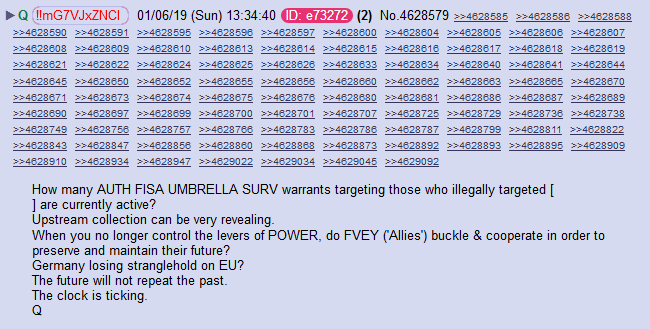 ▶ Q !!mG7VJxZNCI 01/06/19 (Sun) 13:34:40 ID: e73272 (2) No.4628579 >>4628585 >>4628586 >>4628588
>>4628590 >>4628591 >>4628595 >>4628596 >>4628597 >>4628600 >>4628604 >>4628605 >>4628606 >>4628607
>>4628608 >>4628609 >>4628610 >>4628613 >>4628614 >>4628615 >>4628616 >>4628617 >>4628618 >>4628619
>>4628621 >>4628622 >>4628624 >>4628625 >>4628626 >>4628633 >>4628634 >>4628640 >>4628641 >>4628644
>>4628645 >>4628650 >>4628652 >>4628655 >>4628656 >>4628660 >>4628662 >>4628663 >>4628665 >>4628670
>>4628671 >>4628673 >>4628674 >>4628675 >>4628676 >>4628680 >>4628681 >>4628686 >>4628687 >>4628689
>>4628690 >>4628697 >>4628699 >>4628700 >>4628701 >>4628707 >>4628725 >>4628729 >>4628736 >>4628738
>>4628749 >>4628756 >>4628757 >>4628766 >>4628783 >>4628786 >>4628787 >>4628799 >>4628811 >>4628822
>>4628843 >>4628847 >>4628856 >>4628860 >>4628868 >>4628873 >>4628892 >>4628893 >>4628895 >>4628909
>>4628910 >>4628934 >>4628947 >>4629022 >>4629034 >>4629045 >>4629092
How many AUTH FISA UMBRELLA SURV warrants targeting those who illegally targeted [
] are currently active?
Upstream collection can be very revealing.
When you no longer control the levers of POWER, do FVEY ('Allies') buckle & cooperate in order to
preserve and maintain their future?
Germany losing stranglehold on EU?
The future will not repeat the past.
The clock is ticking.
Q